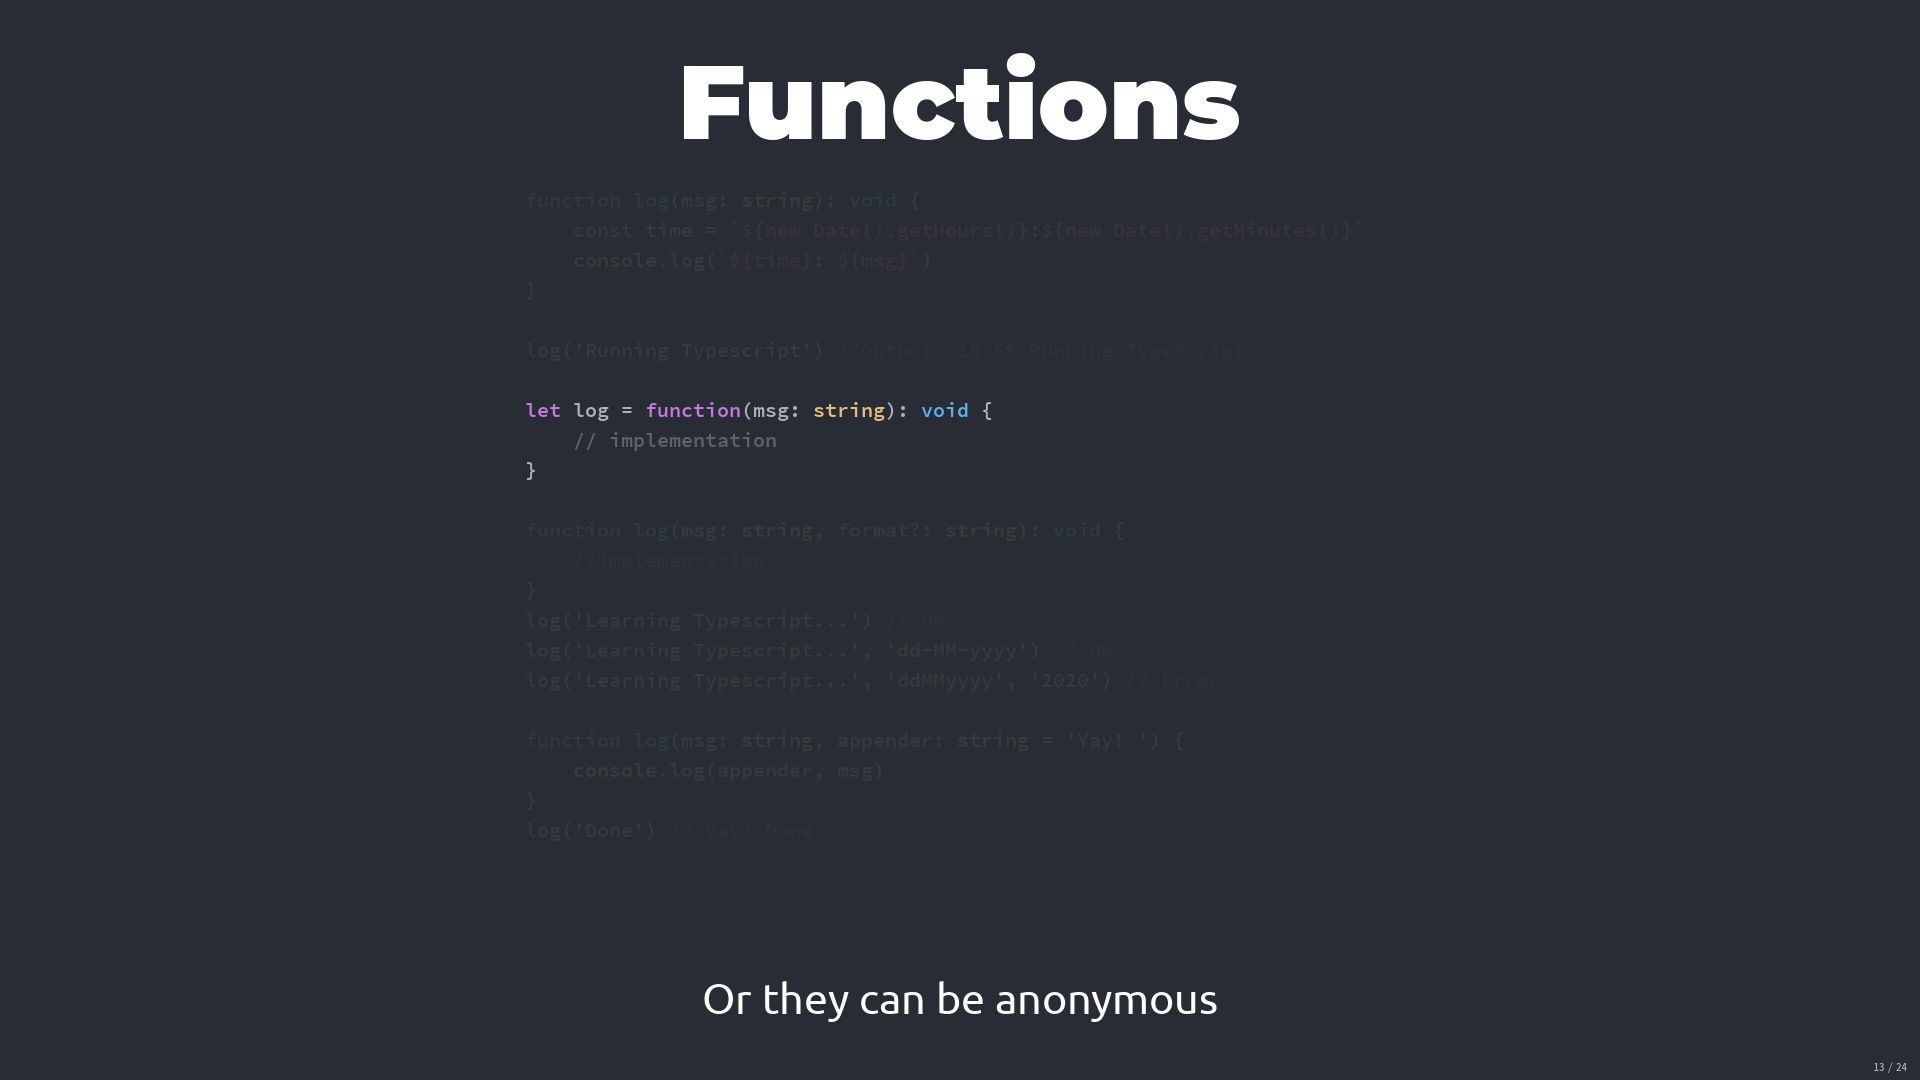 Functions
function log(msg: string): void {
    const time = `${new Date().getHours()}:${new Date().getMinutes()}`
    console.log(`${time}: ${msg}`)
}
log('Running Typescript') //Output: 15:55 Running TypeScript
let log = function(msg: string): void {
    // implementation
}
function log(msg: string, format?: string): void {
    //implementation
}
log('Learning Typescript...') // Ok
log('Learning Typescript...', 'dd-MM-yyyy') // Ok
log('Learning Typescript...', 'ddMMyyyy', '2020') // Error
function log(msg: string, appender: string = 'Yay! ') {
    console.log(appender, msg)
}
log('Done') // Yay! Done
Or they can be anonymous
13 / 24